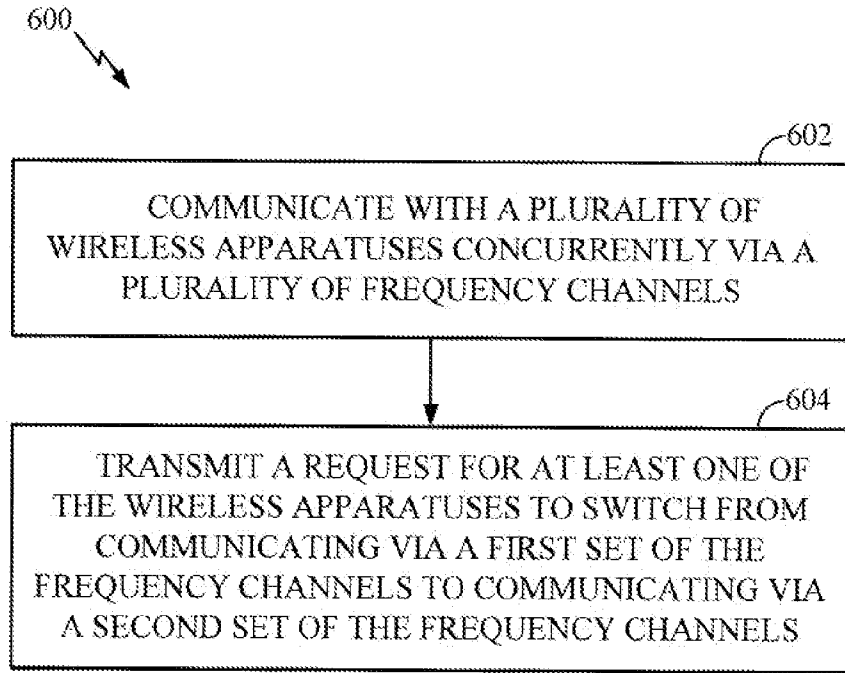 600
602
COMMUNICATE WITH A PLURALITY OF
WIRELESS APPARATUSES CONCURRENTLY VIA A
PLURALITY OF FREQUENCY CHANNELS
604
TRANSMIT A REQUEST FOR AT LEAST ONE OF
THE WIRELESS APPARATUSES TO SWITCH FROM
COMMUNICATING VIA A FIRST SET OF THE
FREQUENCY CHANNELS TO COMMUNICATING VIA
A SECOND SET OF THE FREQUENCY CHANNELS